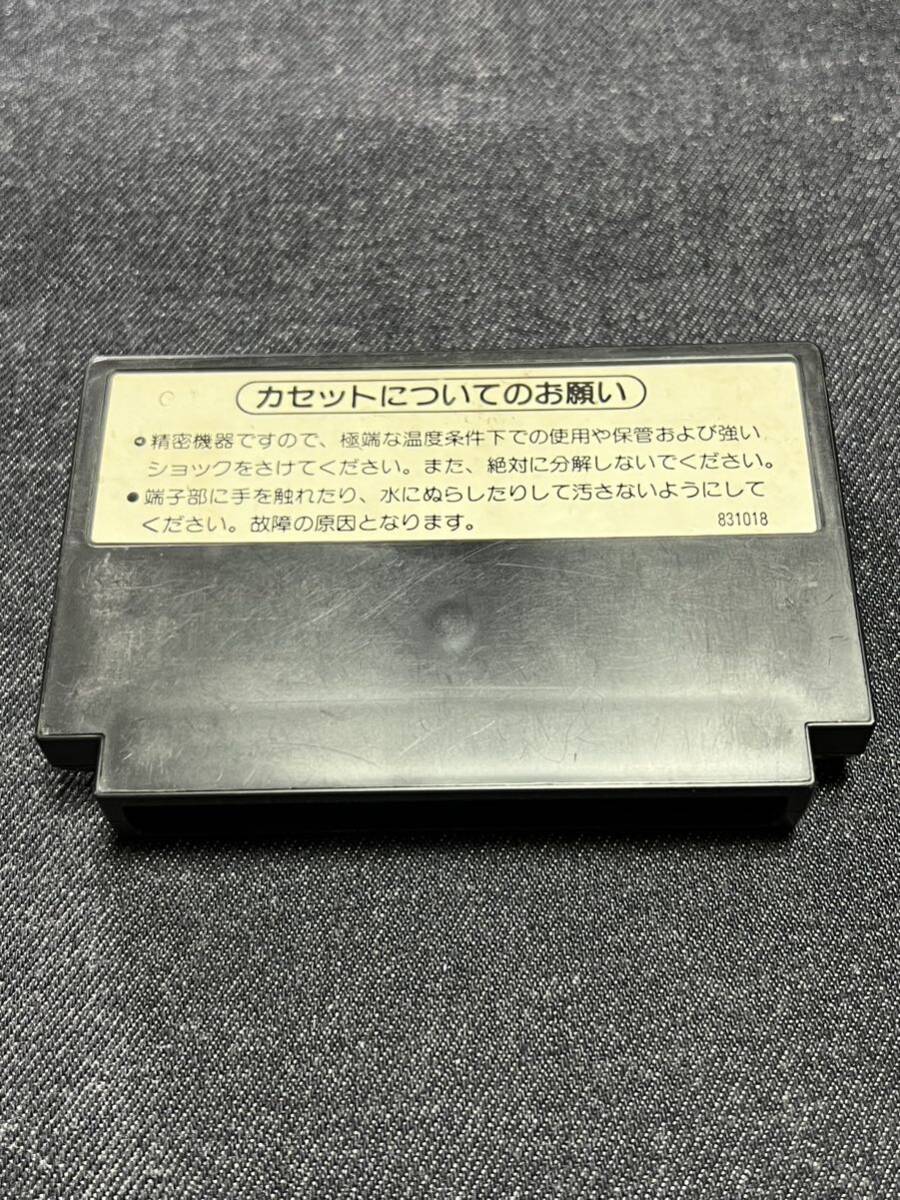 カセットについてのお願い
●精密機器ですので、極端な温度条件下での使用や保管および強い
ショックをさけてください。また、絶対に分解しないでください。
●端子部に手を触れたり、水にぬらしたりして汚さないようにして
ください。故障の原因となります。
831018